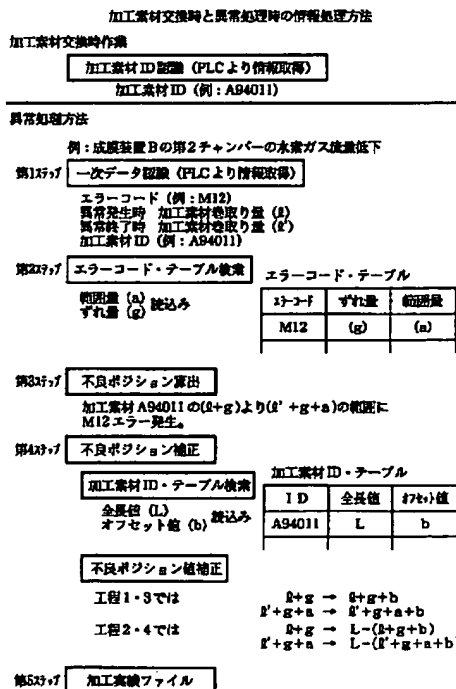 加工素材交換時と異常処理時の情報処理方法
加工素材交換時作業
加工素材ID認識（PLCより情報取得）
加工素材ID（例：A94011）
異常処理方法
例：成膜装置Bの第2チャンバーの水素ガス流量低下
第1ステップ 一次データ認識（PLCより情報取得）
エラーコード（例：M12）
異常発生時 加工素材巻取り量（ℓ）
異常終了時 加工素材巻取り量（ℓ'）
加工素材ID（例：A94011）
第2ステップ エラーコード・テーブル検索
範囲量（a）
ずれ量（g） 読込み
エラーコード・テーブル
エラーコード ずれ量 範囲量
M12 (g) (a)
第3ステップ 不良ポジション算出
加工素材A94011の(ℓ+g)より(ℓ'+g+a)の範囲に
M12エラー発生。
第4ステップ 不良ポジション補正
加工素材ID・テーブル検索
全長値（L）
オフセット値（b） 読込み
加工素材ID・テーブル
ID 全長値 オフセット値
A94011 L b
不良ポジション値補正
工程1・3では ℓ+g → ℓ+g+b
ℓ'+g+a → ℓ'+g+a+b
工程2・4では ℓ+g → L-(ℓ+g+b)
ℓ'+g+a → L-(ℓ'+g+a+b)
第5ステップ 加工実績ファイル